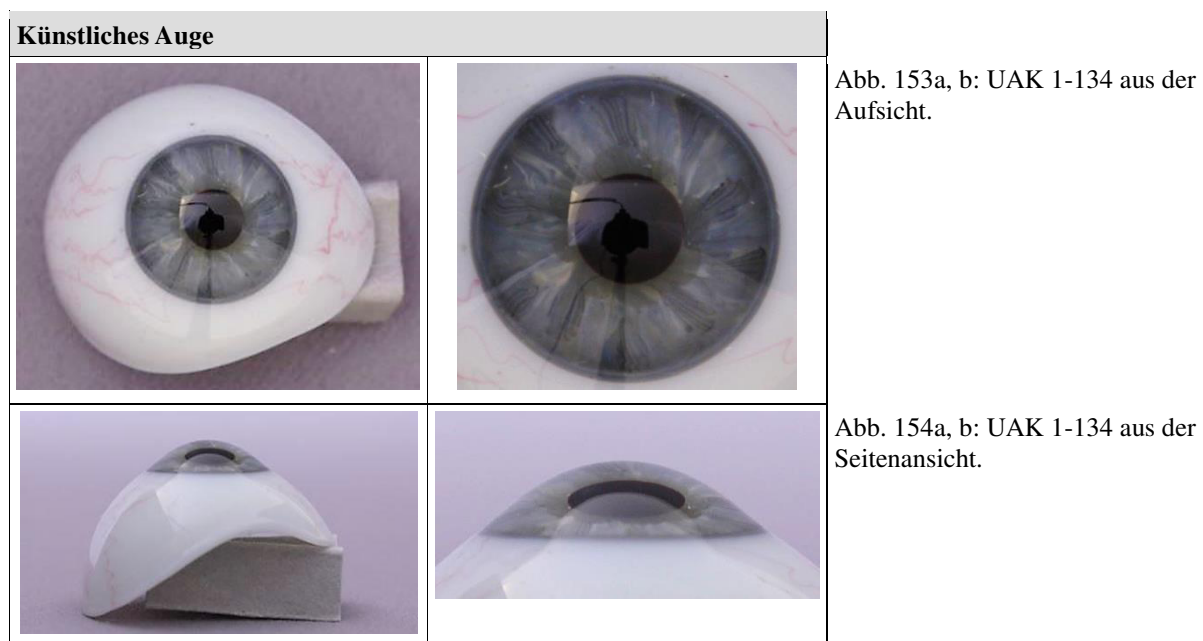 Künstliches Auge
Abb. 153a, b: UAK 1-134 aus der
Aufsicht.
Abb. 154a, b: UAK 1-134 aus der
Seitenansicht.